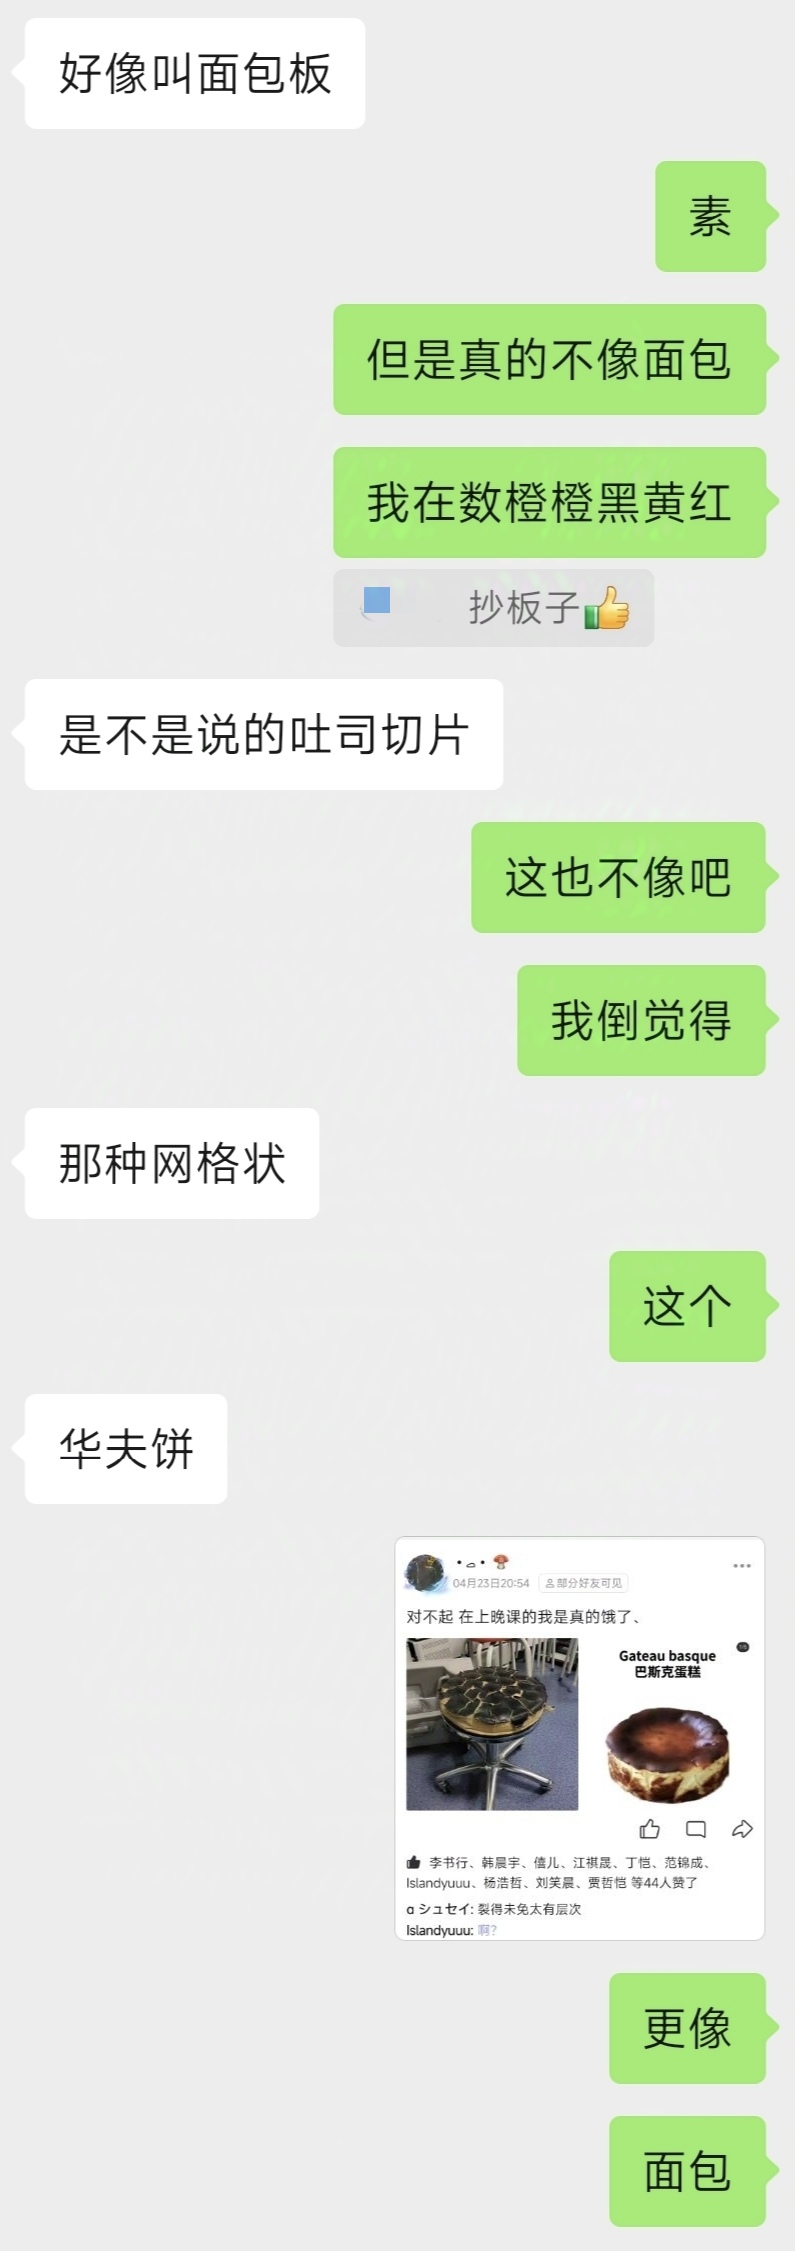 好像叫面包板
素
但是真的不像面包
我在数橙橙黑黄红
抄板子👍
是不是说的吐司切片
这也不像吧
我倒觉得
那种网格状
这个
华夫饼
04月23日20:54 部分好友可见
对不起 在上晚课的我是真的饿了、
Gateau basque
巴斯克蛋糕
李书行、韩晨宇、僖儿、江祺晟、丁恺、范锦成、
Islandyuuu、杨浩哲、刘笑晨、贾哲恺 等44人赞了
α シュセイ: 裂得未免太有层次
Islandyuuu: 啊?
更像
面包